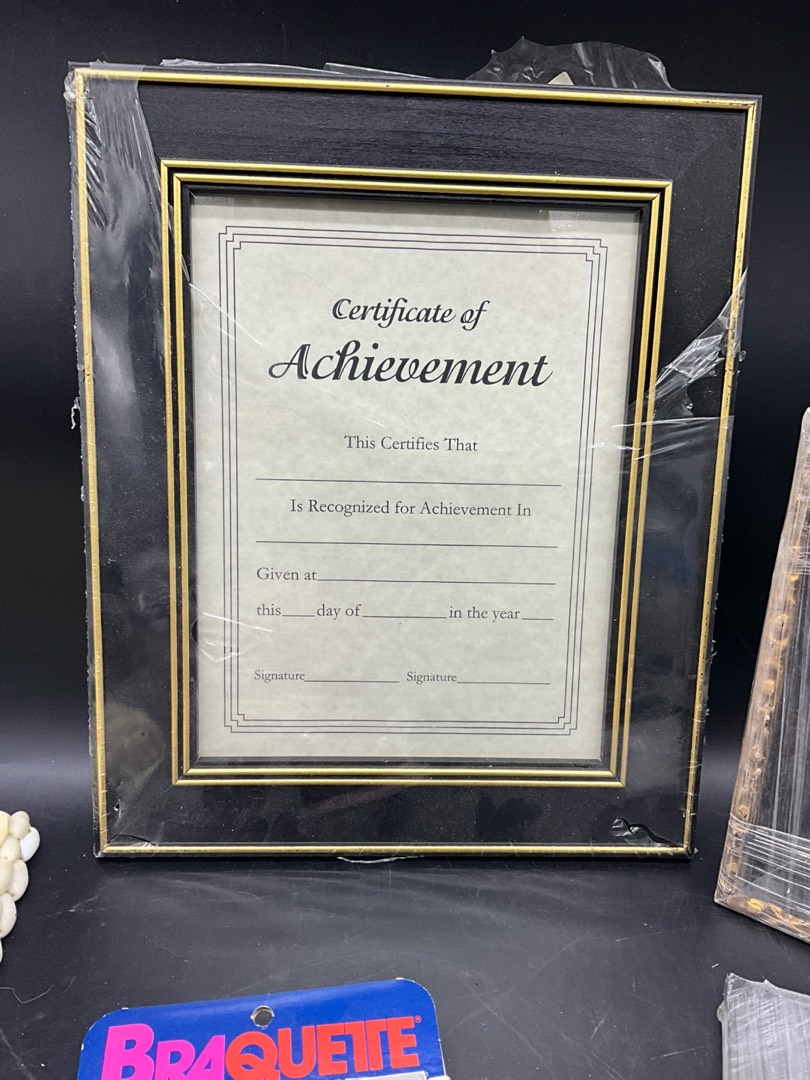 Certificate of
Achievement
This Certifies That
Is Recognized for Achievement In
Given at
this day of in the year
Signature Signature
BRAQUETTE®